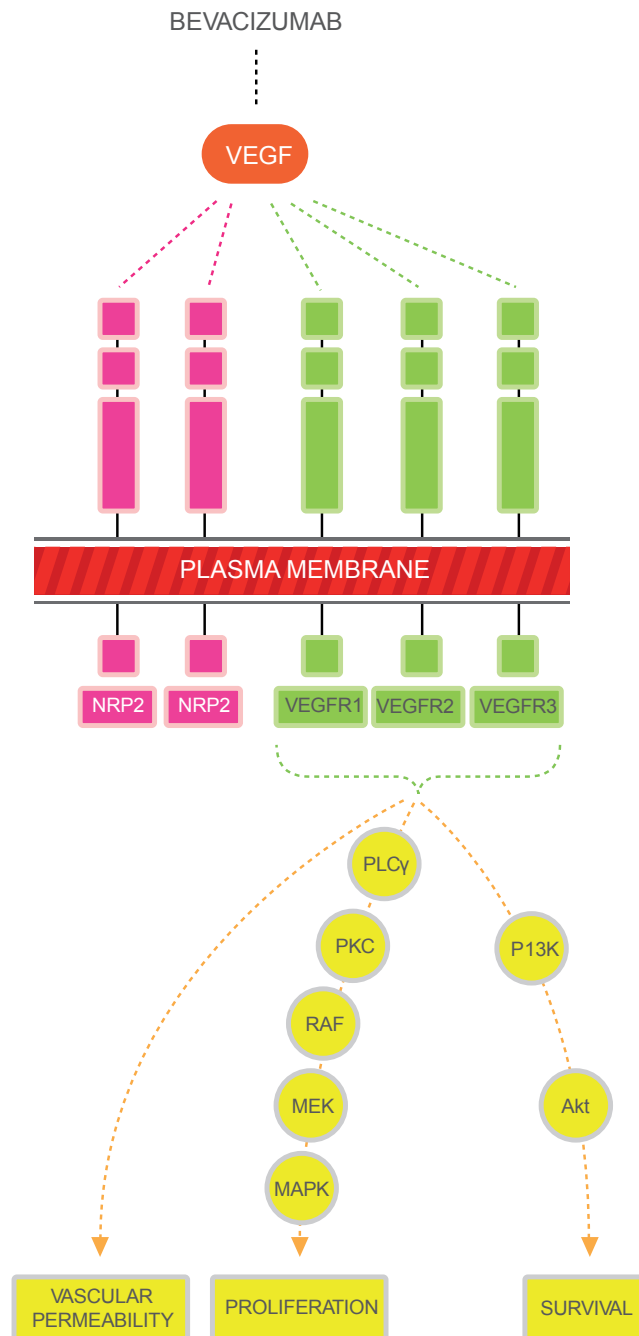 BEVACIZUMAB
VEGF
PLASMA MEMBRANE
NRP2
NRP2
VEGFR1
VEGFR2
VEGFR3
PLCγ
PKC
P13K
RAF
MEK
Akt
MAPK
VASCULAR
PERMEABILITY
PROLIFERATION
SURVIVAL